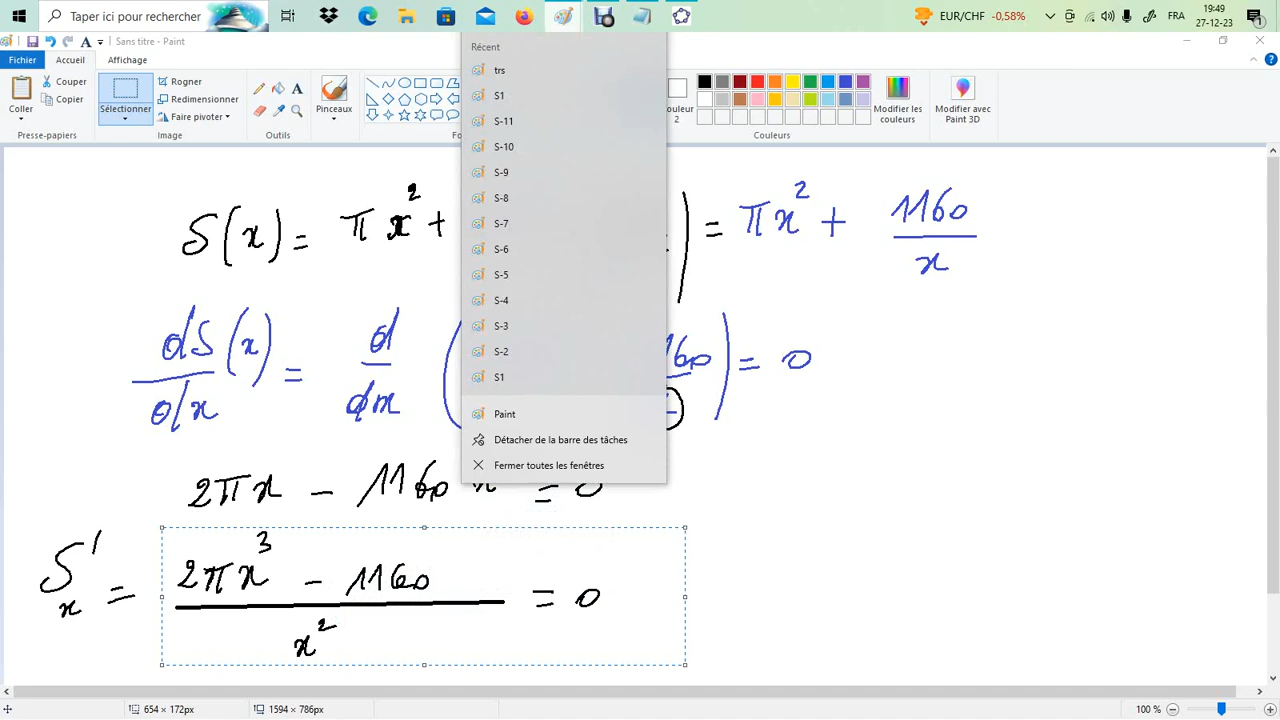 Taper ici pour rechercher
EUR/CHF -0,58%
FRA
19:49
27-12-23
1
Sans titre - Paint
Fichier Accueil Affichage
Coller
Couper
Copier
Presse-papiers
Sélectionner
Rogner
Redimensionner
Faire pivoter
Image
Outils
Pinceaux
Fo
ouleur
2
Modifier les
couleurs
Couleurs
Modifier avec
Paint 3D
Récent
trs
S1
S-11
S-10
S-9
S-8
S-7
S-6
S-5
S-4
S-3
S-2
S1
Paint
Détacher de la barre des tâches
Fermer toutes les fenêtres
S(x) = πx² + ) = πx² + 1160/x
dS/dx (x) = d/dx ( 160 ) = 0
2πx - 1160 = 0
S'x = (2πx³ - 1160)/x² = 0
654 × 172px
1594 × 786px
100 %